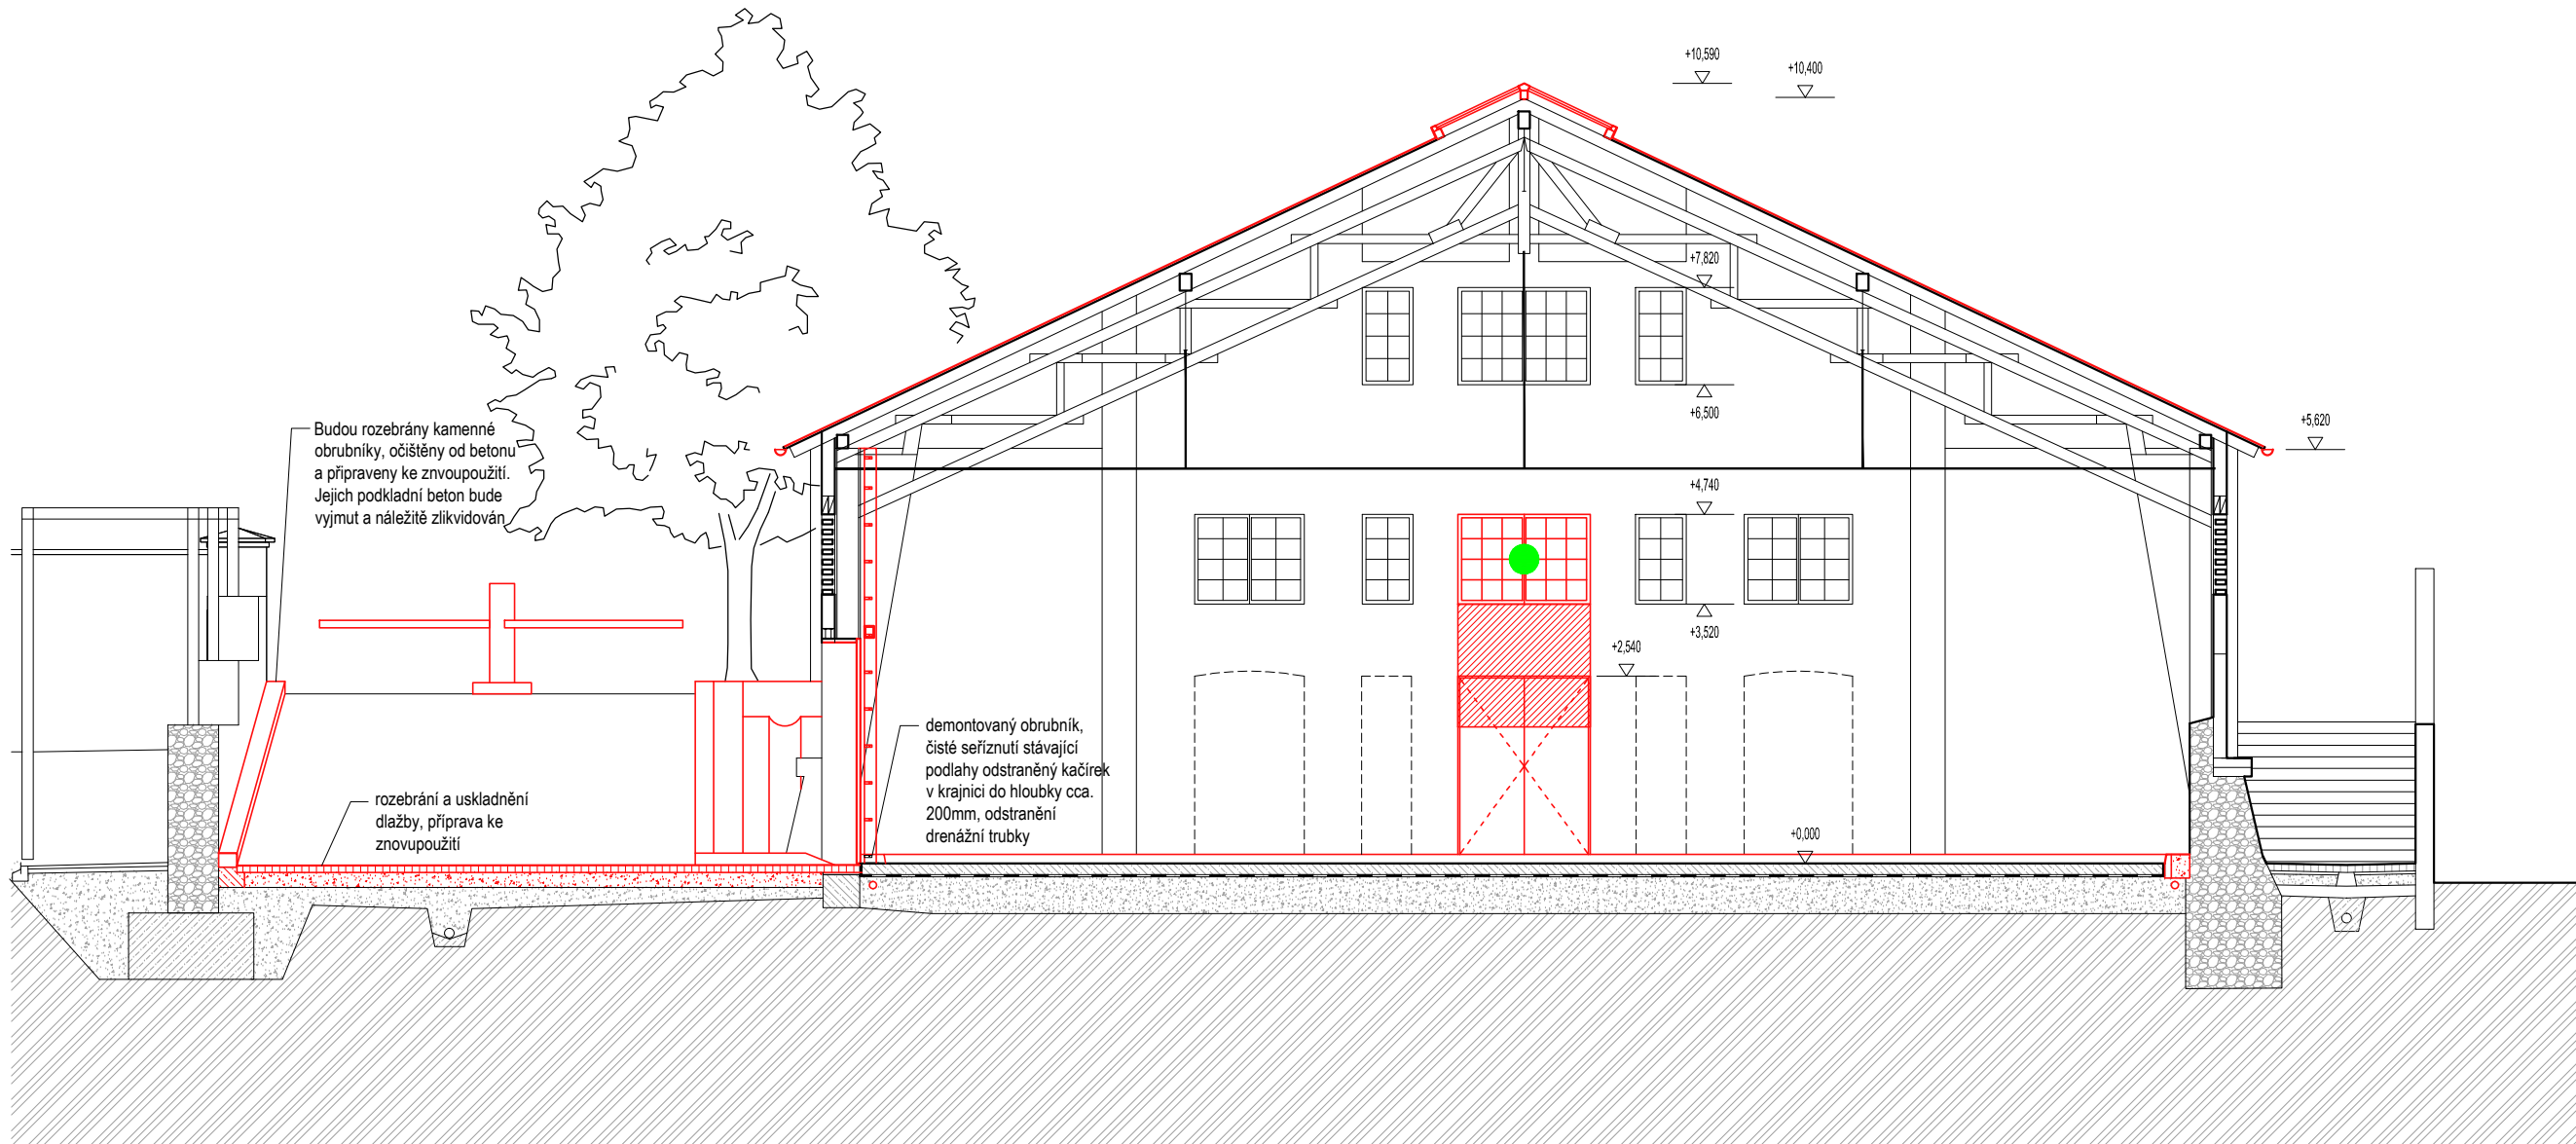 +10,590
+10,400
+7,820
+6,500
+5,620
Budou rozebrány kamenné
obrubníky, očištěny od betonu
a připraveny ke znvoupoužití.
Jejich podkladní beton bude
vyjmut a náležitě zlikvidován
+4,740
+3,520
+2,540
demontovaný obrubník,
čisté seříznutí stávající
podlahy odstraněný kačírek
v krajnici do hloubky cca.
200mm, odstranění
drenážní trubky
rozebrání a uskladnění
dlažby, příprava ke
znovupoužití
+0,000